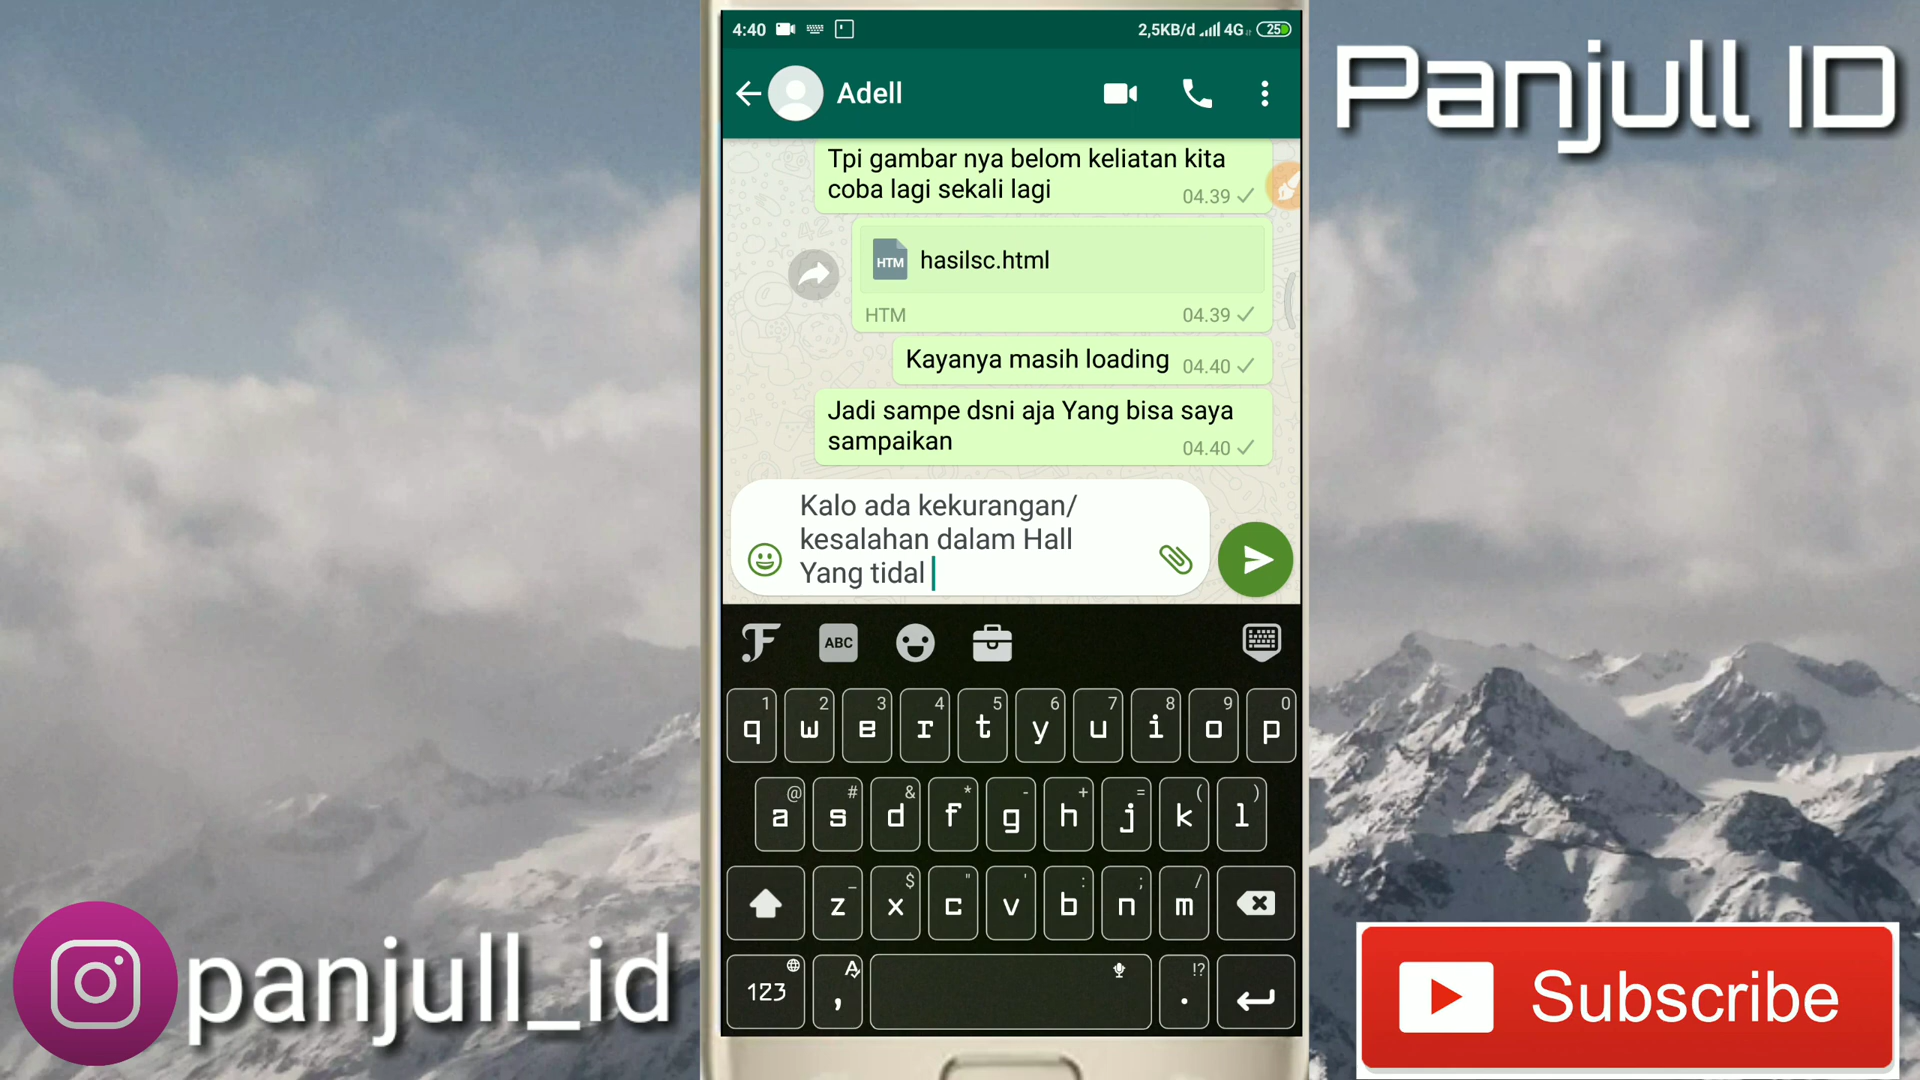 4:40
2,5KB/d 4G 25
Panjull ID
Adell
Tpi gambar nya belom keliatan kita
coba lagi sekali lagi
04.39
HTM hasilsc.html
HTM 04.39
Kayanya masih loading 04.40
Jadi sampe dsni aja Yang bisa saya
sampaikan
04.40
Kalo ada kekurangan/
kesalahan dalam Hall
Yang tidal
F ABC
1 2 3 4 5 6 7 8 9 0
q w e r t y u i o p
@ # & * - + = ( )
a s d f g h j k l
_ $ " ' : ; /
z x c v b n m
123 , A !? .
panjull_id
Subscribe